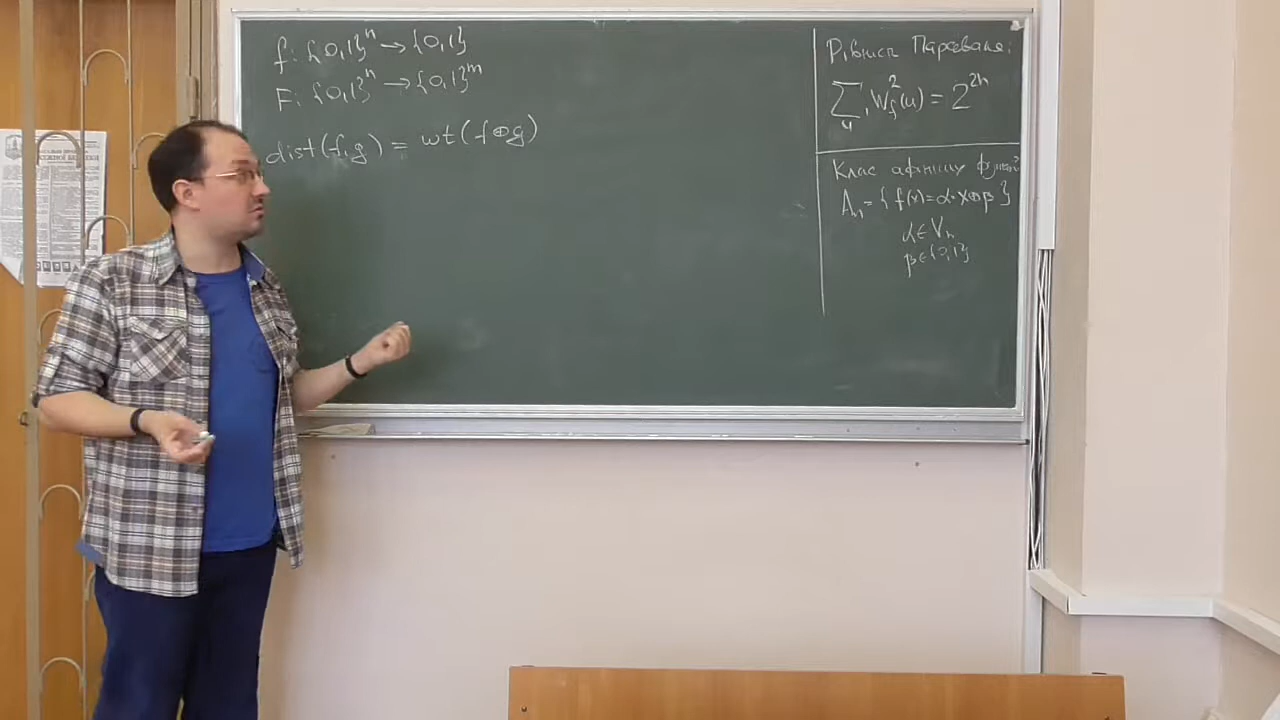 f: {0,1}ⁿ → {0,1}
F: {0,1}ⁿ → {0,1}ᵐ
dist(f,g) = wt(f⊕g)
Рівність Парсеваля:
∑ᵤ W_f²(u) = 2²ⁿ
Клас афінних функцій
Aₙ = { f(x)=α·x⊕β }
α ∈ Vₙ
β ∈ {0,1}